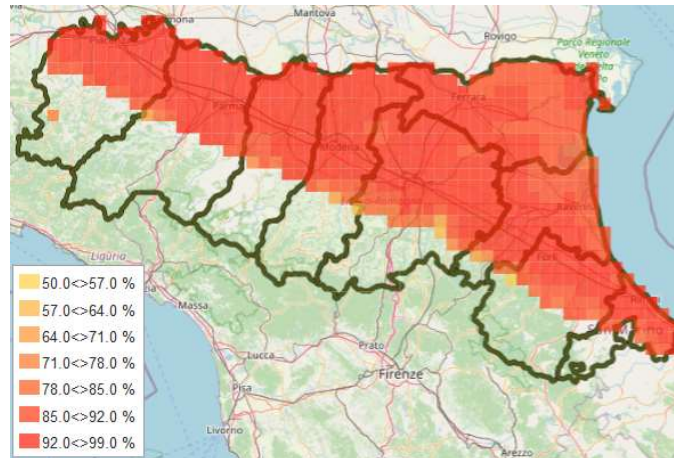 Mantova
Rovigo
Parco Regionale
Veneto
Ferrara
Parma
Modena
Ravenna
Forlì
Liguria
Massa
Lucca
Prato
Pisa
Firenze
Livorno
Arezzo
50.0<>57.0 %
57.0<>64.0 %
64.0<>71.0 %
71.0<>78.0 %
78.0<>85.0 %
85.0<>92.0 %
92.0<>99.0 %